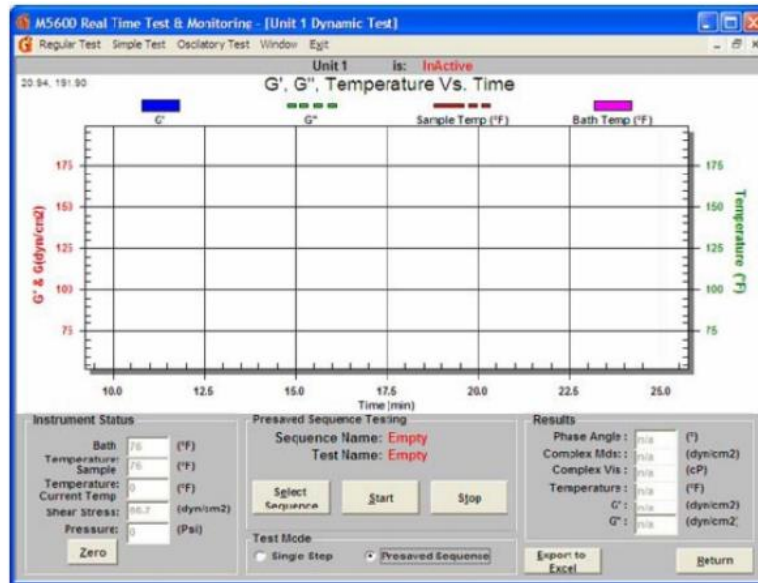 M5600 Real Time Test & Monitoring - [Unit 1 Dynamic Test]
Regular Test Simple Test Oscilatory Test Window Exit
Unit 1 is: InActive
20.94, 191.90
G', G'', Temperature Vs. Time
G' G'' Sample Temp (°F) Bath Temp (°F)
175 175
150 150
125 125
100 100
75 75
G' & G(dyn/cm2)
Temperature (°F)
10.0 12.5 15.0 17.5 20.0 22.5 25.0
Time (min)
Instrument Status
Bath 76 (°F)
Temperature:
Sample 76 (°F)
Temperature:
Current Temp 0 (°F)
Shear Stress: (dyn/cm2)
Pressure: 0 (Psi)
Zero
Presaved Sequence Testing
Sequence Name: Empty
Test Name: Empty
Select Sequence
Start
Stop
Test Mode
Single Step Presaved Sequence
Results
Phase Angle : n/a (°)
Complex Mds: n/a (dyn/cm2)
Complex Vis : n/a (cP)
Temperature : n/a (°F)
G' : n/a (dyn/cm2)
G'' : n/a (dyn/cm2)
Export to Excel
Return